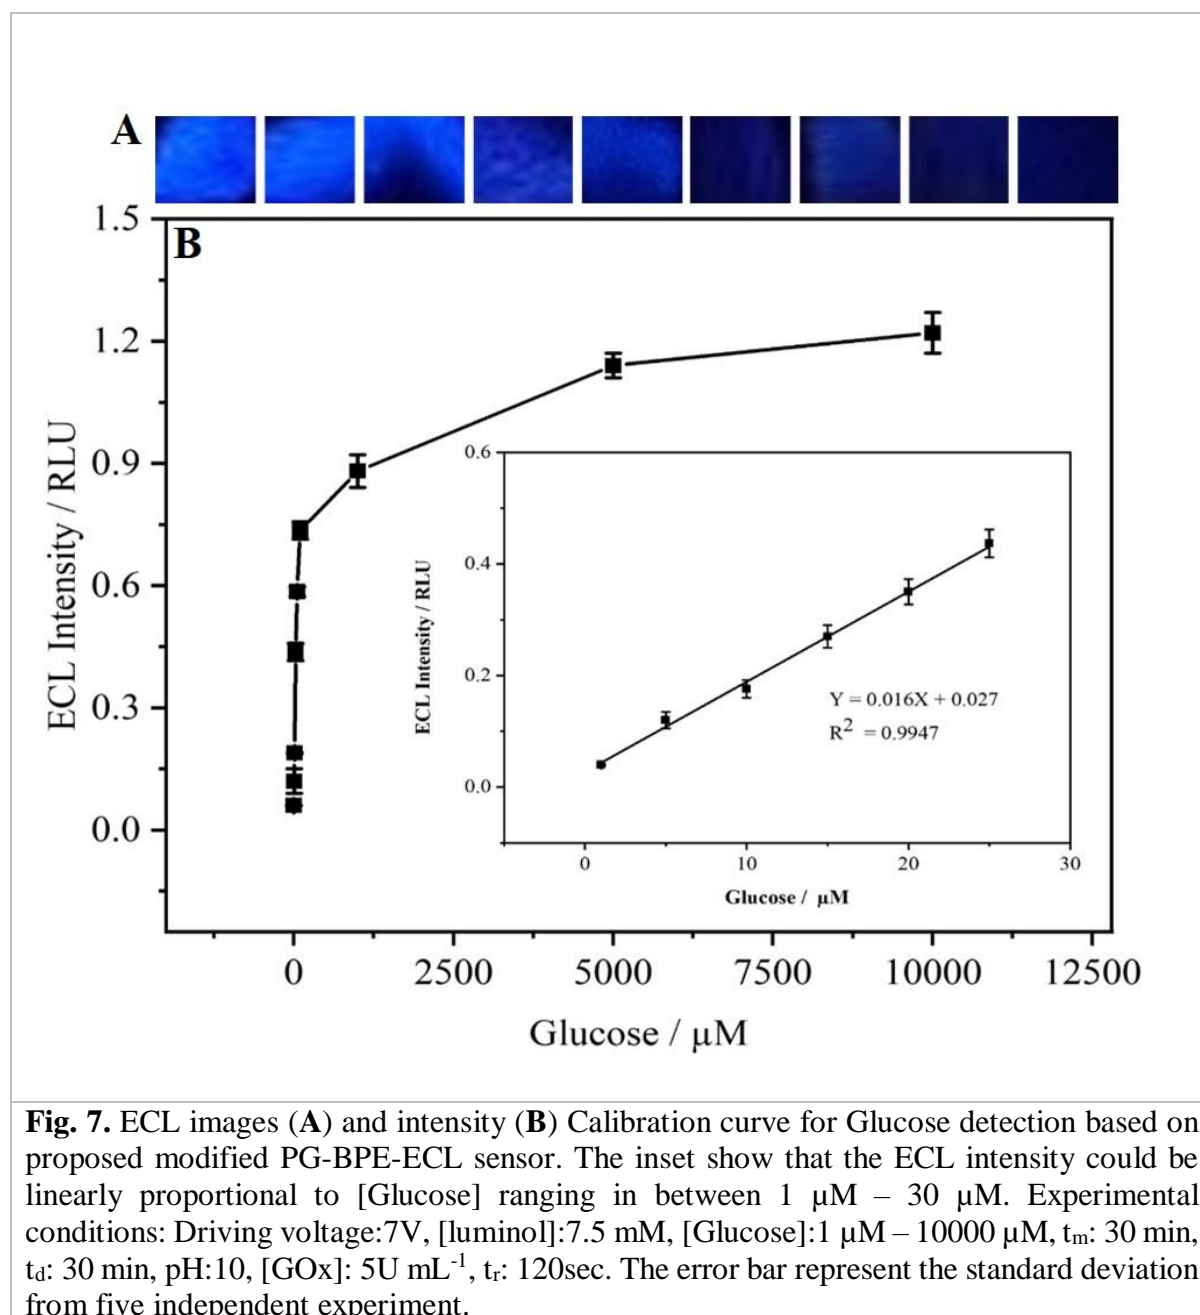 A
B
1.5
1.2
0.9
0.6
0.3
0.0
ECL Intensity / RLU
0
2500
5000
7500
10000
12500
Glucose / µM
0.6
0.4
0.2
0.0
ECL Intensity / RLU
Y = 0.016X + 0.027
R² = 0.9947
0
10
20
30
Glucose / µM
Fig. 7. ECL images (A) and intensity (B) Calibration curve for Glucose detection based on
proposed modified PG-BPE-ECL sensor. The inset show that the ECL intensity could be
linearly proportional to [Glucose] ranging in between 1 µM – 30 µM. Experimental
conditions: Driving voltage:7V, [luminol]:7.5 mM, [Glucose]:1 µM – 10000 µM, tm: 30 min,
td: 30 min, pH:10, [GOx]: 5U mL-1, tr: 120sec. The error bar represent the standard deviation
from five independent experiment.